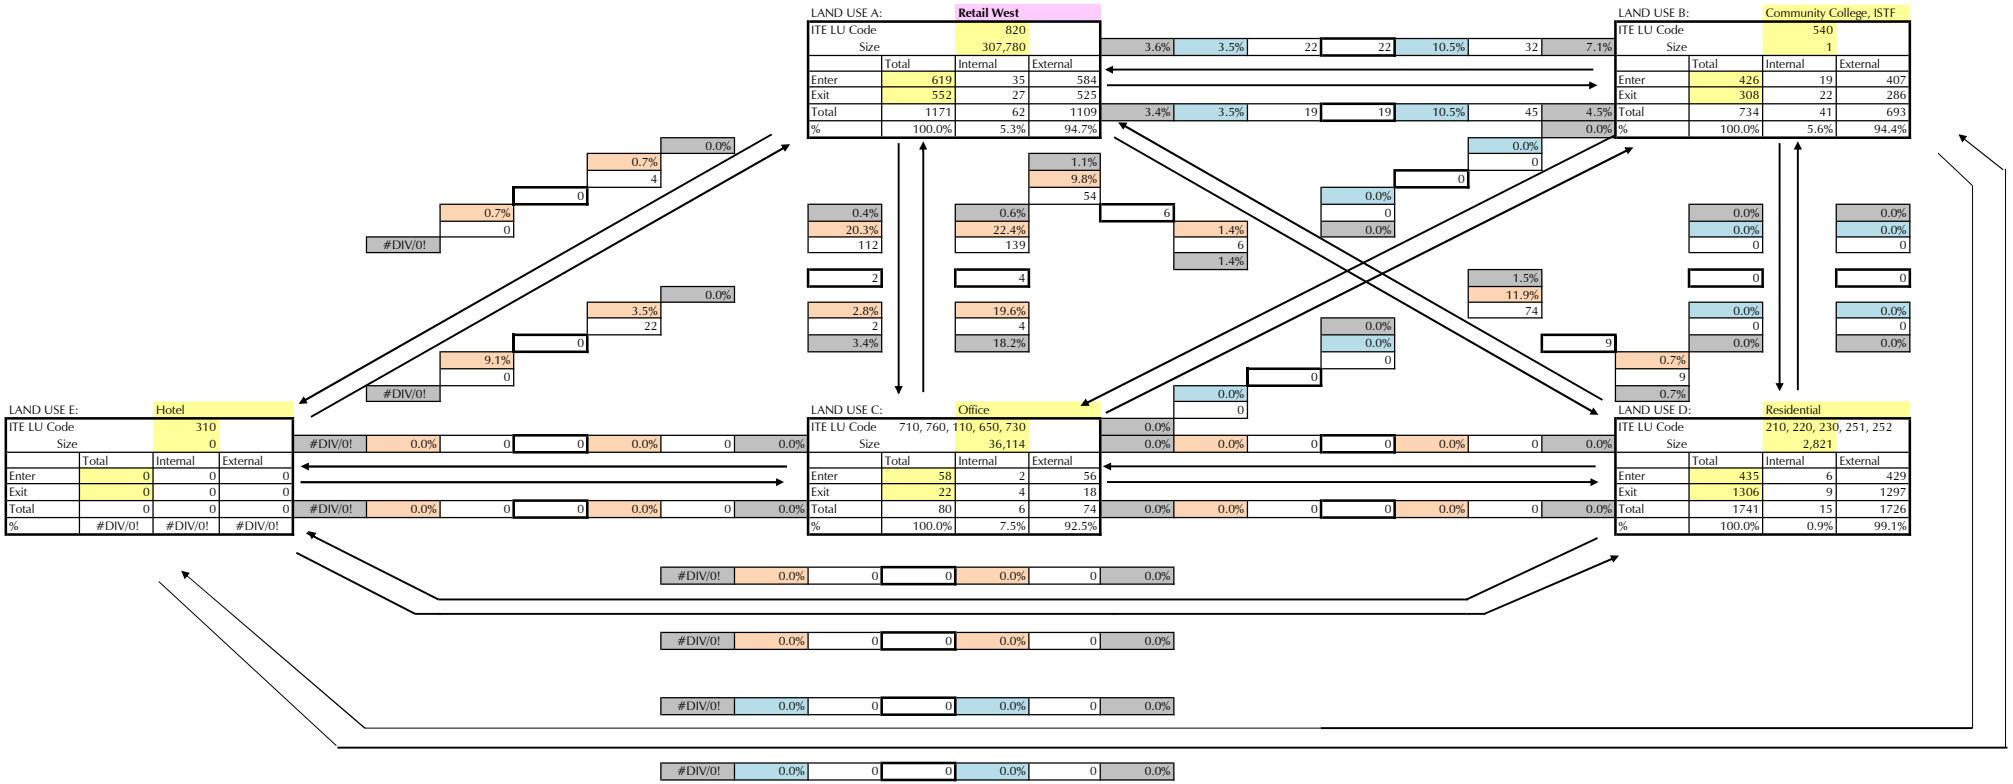 LAND USE A: Retail West LAND USE B: Community College, ISTF
ITE LU Code 820 ITE LU Code 540
Size 307,780 3.6% 3.5% 22 22 10.5% 32 7.1% Size 1
Total Internal External Total Internal External
Enter 619 35 584 Enter 426 19 407
Exit 552 27 525 Exit 308 22 286
Total 1171 62 1109 3.4% 3.5% 19 19 10.5% 45 4.5% Total 734 41 693
% 100.0% 5.3% 94.7% 0.0% % 100.0% 5.6% 94.4%
0.0% 0.0%
0.7% 1.1% 0
4 9.8% 0
0 54 0.0%
0.7% 0.4% 0.6% 6 0 0.0% 0.0%
0 20.3% 22.4% 1.4% 0.0% 0.0% 0.0%
#DIV/0! 112 139 6 0 0
1.4%
2 4 1.5% 0 0
0.0% 11.9%
3.5% 2.8% 19.6% 74 0.0% 0.0%
22 2 4 0.0% 0 0
0 3.4% 18.2% 0.0% 9 0.0% 0.0%
9.1% 0 0.7%
0 0 9
#DIV/0! 0.0% 0.7%
LAND USE E: Hotel LAND USE C: Office 0 LAND USE D: Residential
ITE LU Code 310 ITE LU Code 710, 760, 110, 650, 730 0.0% ITE LU Code 210, 220, 230, 251, 252
Size 0 #DIV/0! 0.0% 0 0 0.0% 0 0.0% Size 36,114 0.0% 0.0% 0 0 0.0% 0 0.0% Size 2,821
Total Internal External Total Internal External Total Internal External
Enter 0 0 0 Enter 58 2 56 Enter 435 6 429
Exit 0 0 0 Exit 22 4 18 Exit 1306 9 1297
Total 0 0 0 #DIV/0! 0.0% 0 0 0.0% 0 0.0% Total 80 6 74 0.0% 0.0% 0 0 0.0% 0 0.0% Total 1741 15 1726
% #DIV/0! #DIV/0! #DIV/0! % 100.0% 7.5% 92.5% % 100.0% 0.9% 99.1%
#DIV/0! 0.0% 0 0 0.0% 0 0.0%
#DIV/0! 0.0% 0 0 0.0% 0 0.0%
#DIV/0! 0.0% 0 0 0.0% 0 0.0%
#DIV/0! 0.0% 0 0 0.0% 0 0.0%